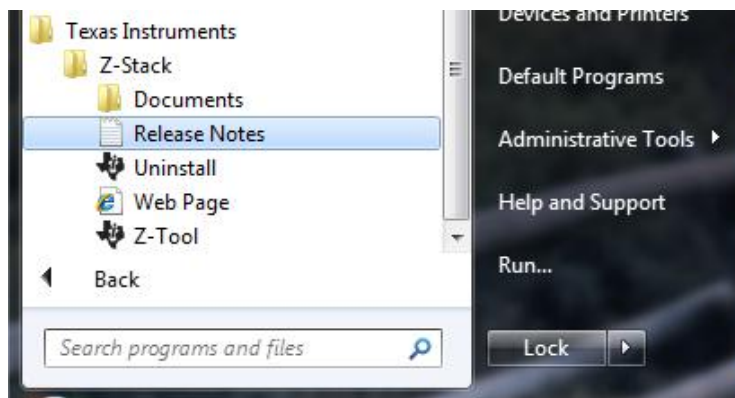 Texas Instruments
Z-Stack
Documents
Release Notes
Uninstall
Web Page
Z-Tool
Back
Search programs and files
Devices and Printers
Default Programs
Administrative Tools
Help and Support
Run...
Lock